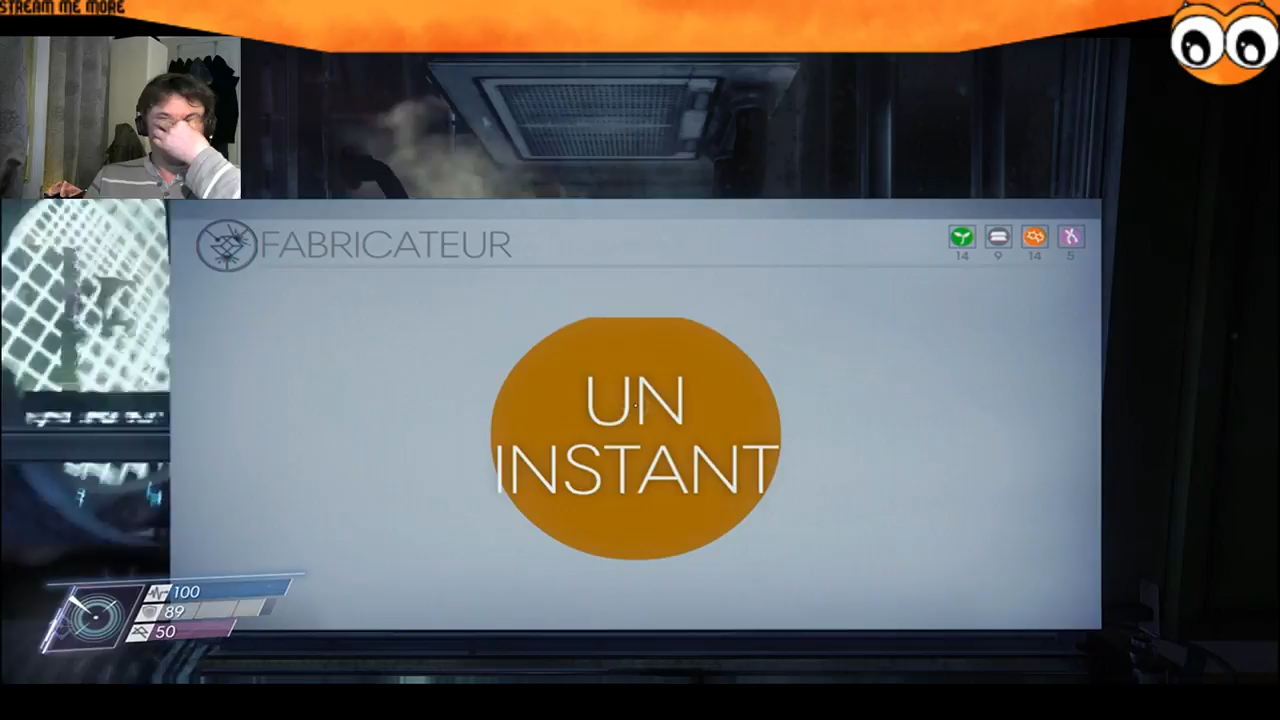 STREAM ME MORE
FABRICATEUR
14 9 14 5
UN
INSTANT
100
89
50